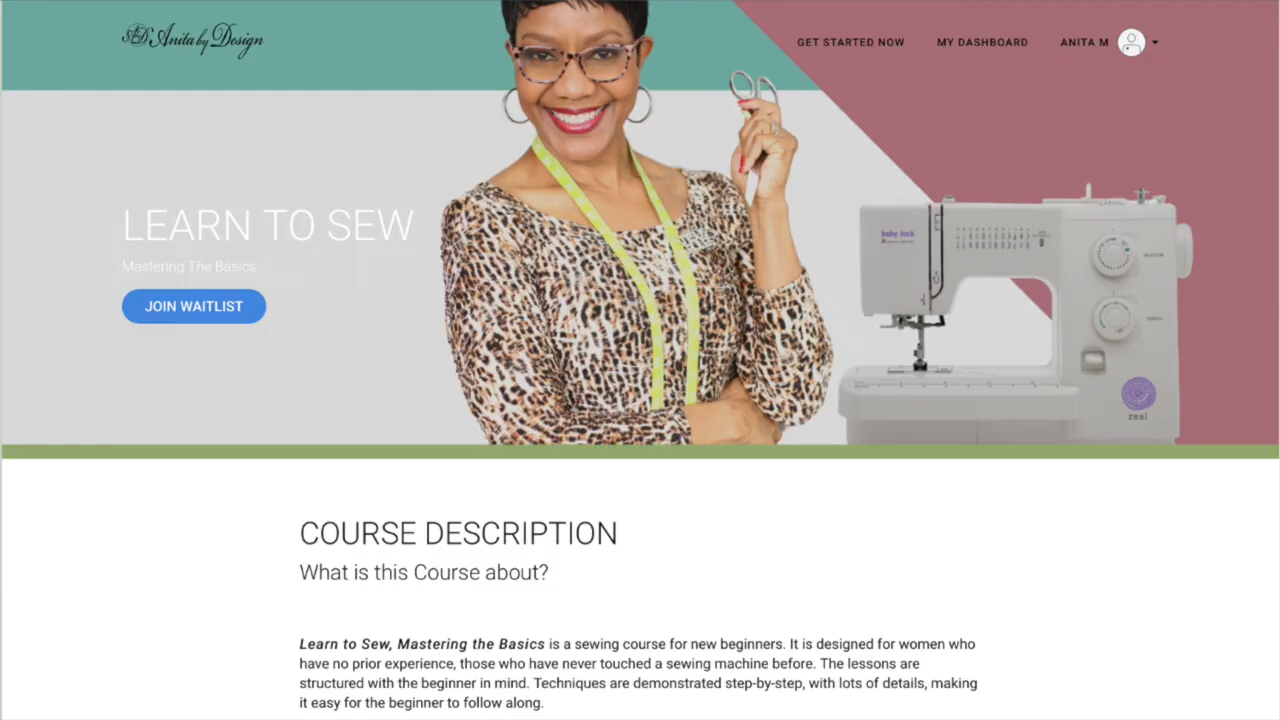 Anita by Design
GET STARTED NOW
MY DASHBOARD
ANITA M
LEARN TO SEW
Mastering The Basics
JOIN WAITLIST
baby lock
zeal
COURSE DESCRIPTION
What is this Course about?
Learn to Sew, Mastering the Basics is a sewing course for new beginners. It is designed for women who
have no prior experience, those who have never touched a sewing machine before. The lessons are
structured with the beginner in mind. Techniques are demonstrated step-by-step, with lots of details, making
it easy for the beginner to follow along.